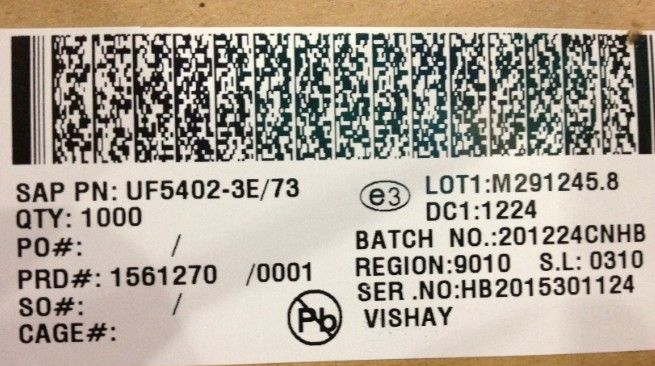 SAP PN: UF5402-3E/73
QTY: 1000
PO#: /
PRD#: 1561270 /0001
SO#: /
CAGE#:
e3
Pb
LOT1:M291245.8
DC1:1224
BATCH NO.:201224CNHB
REGION:9010 S.L: 0310
SER .NO:HB2015301124
VISHAY